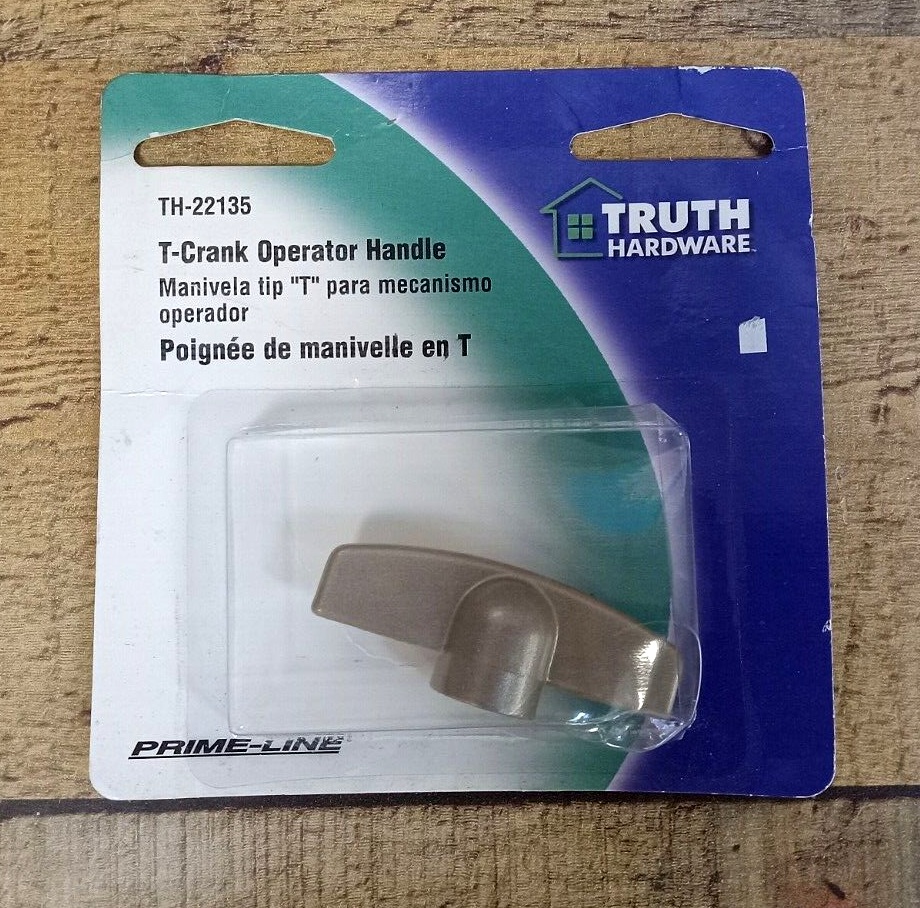 TH-22135
T-Crank Operator Handle
Manivela tip "T" para mecanismo
operador
Poignée de manivelle en T
TRUTH
HARDWARE
PRIME-LINE